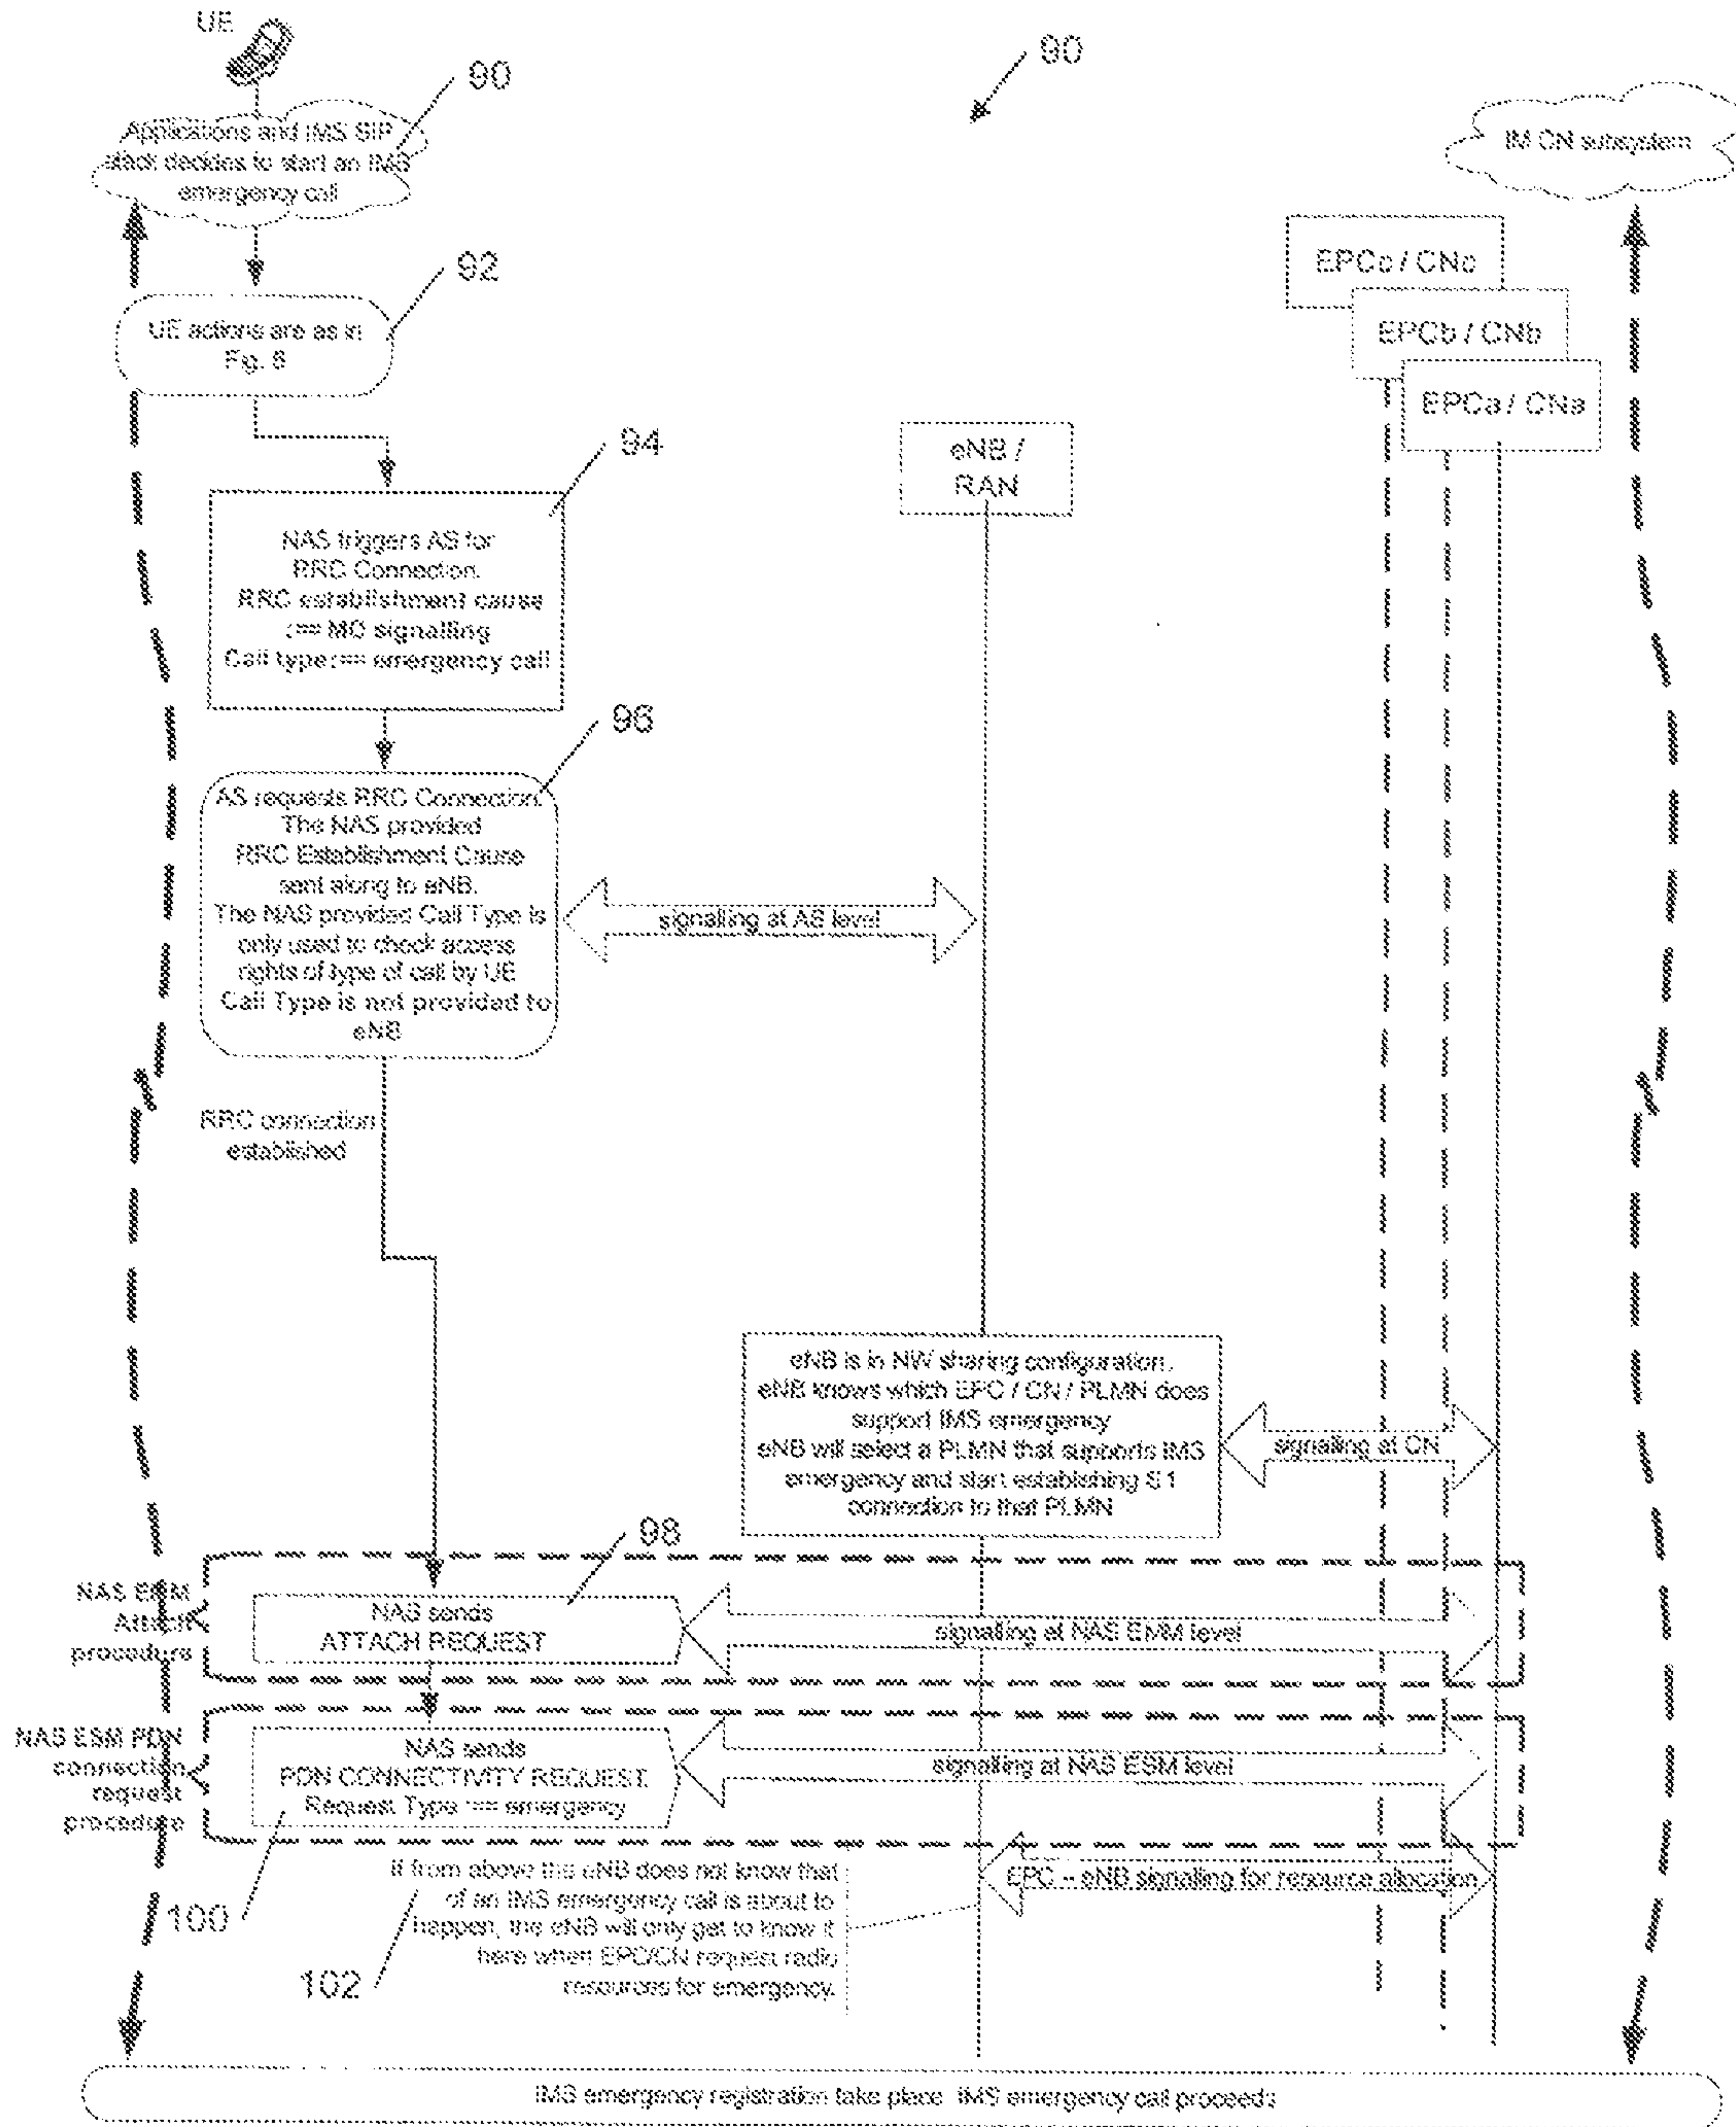 UE
90
90
Applications and IMS SIP
stack decides to start an IMS
emergency call
IM CN subsystem
92
UE actions are as in
Fig. 8
EPCc / CNc
EPCb / CNb
EPCa / CNa
94
eNB /
RAN
NAS triggers AS for
RRC Connection.
RRC establishment cause
:== MO signalling
Call type:== emergency call
96
AS requests RRC Connection.
The NAS provided
RRC Establishment Cause
sent along to eNB.
The NAS provided Call Type is
only used to check access
rights of type of call by UE
Call Type is not provided to
eNB
signalling at AS level
RRC connection
established
eNB is in NW sharing configuration.
eNB knows which EPC / CN / PLMN does
support IMS emergency
eNB will select a PLMN that supports IMS
emergency and start establishing S1
connection to that PLMN
signalling at CN
98
NAS EMM
Attach
procedure
NAS sends
ATTACH REQUEST
signalling at NAS EMM level
NAS ESM PDN
connection
request
procedure
NAS sends
PDN CONNECTIVITY REQUEST.
Request Type :== emergency
signalling at NAS ESM level
100
102
If from above the eNB does not know that
of an IMS emergency call is about to
happen, the eNB will only get to know it
here when EPC/CN request radio
resources for emergency.
EPC – eNB signalling for resource allocation
IMS emergency registration take place IMS emergency call proceeds